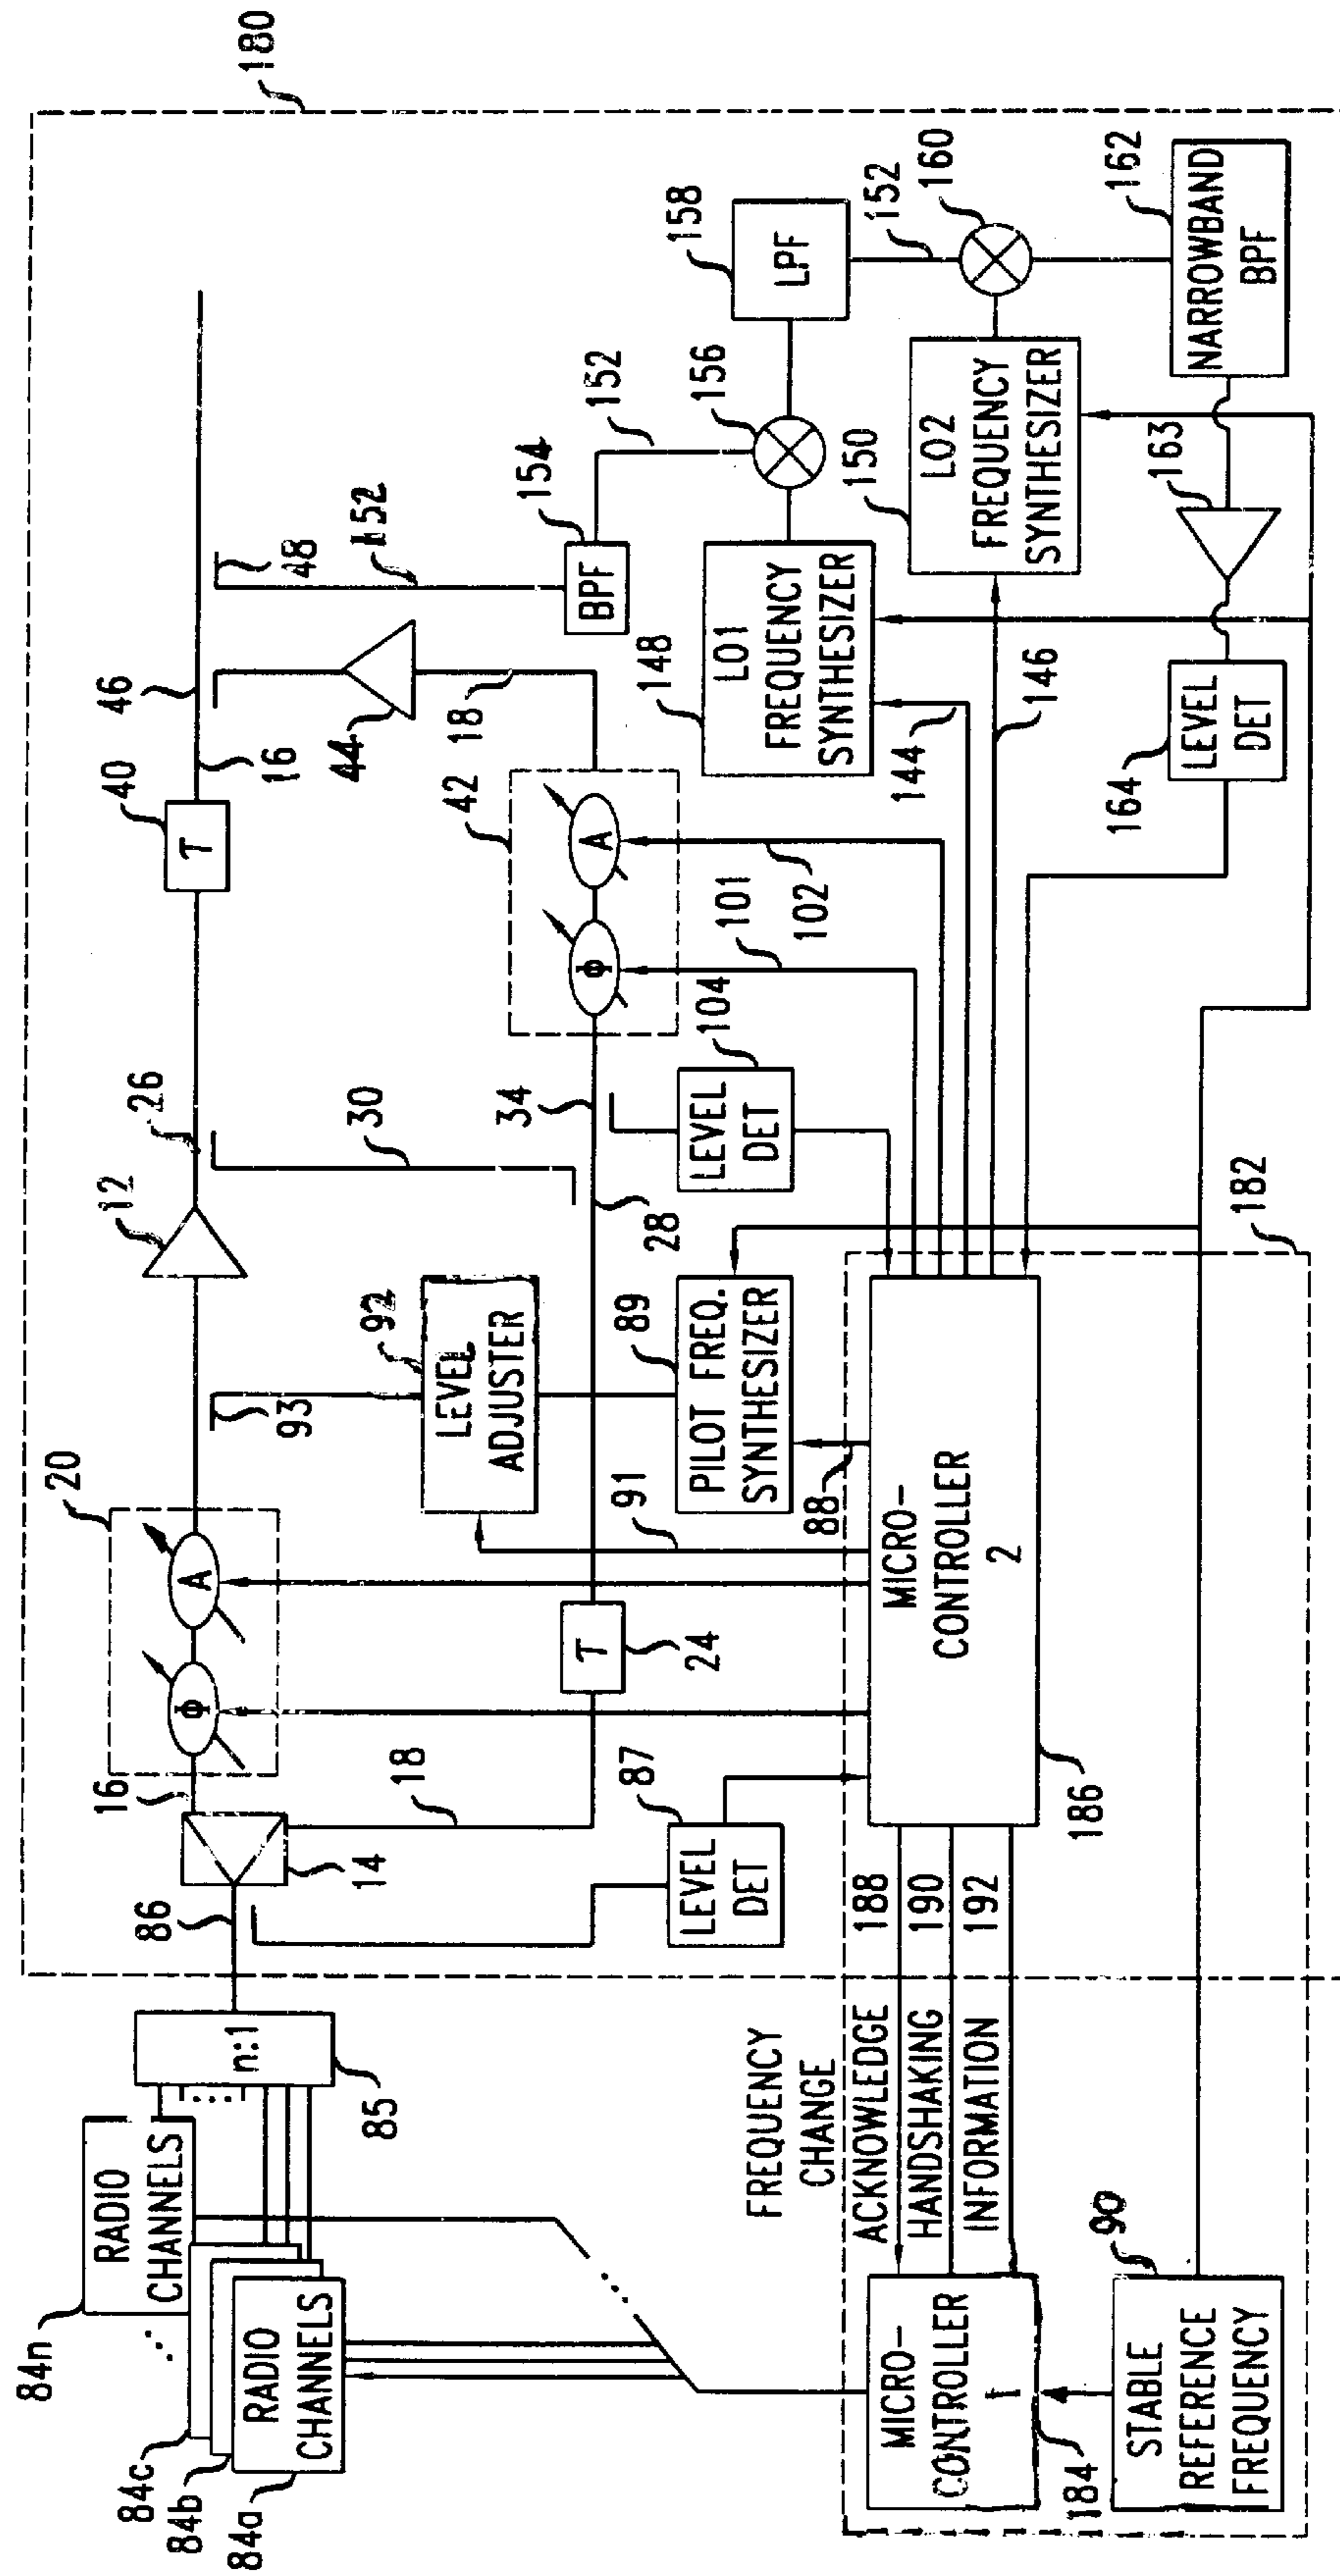 180
84n
RADIO
CHANNELS
84c
84b
84a
RADIO
CHANNELS
n:1
85
86
14
16
18
20
Φ
A
93
12
26
30
τ
40
16
46
48
152
44
18
42
Φ
A
34
28
τ
24
LEVEL
DET
87
LEVEL
ADJUSTER
92
91
PILOT FREQ.
SYNTHESIZER
89
88
LEVEL
DET
104
101
102
BPF
154
152
156
LPF
158
152
160
L01
FREQUENCY
SYNTHESIZER
148
144
L02
FREQUENCY
SYNTHESIZER
150
146
NARROWBAND
BPF
162
163
LEVEL
DET
164
FREQUENCY
CHANGE
ACKNOWLEDGE
188
HANDSHAKING
190
INFORMATION
192
MICRO-
CONTROLLER
1
184
MICRO-
CONTROLLER
2
186
182
STABLE
REFERENCE
FREQUENCY
90